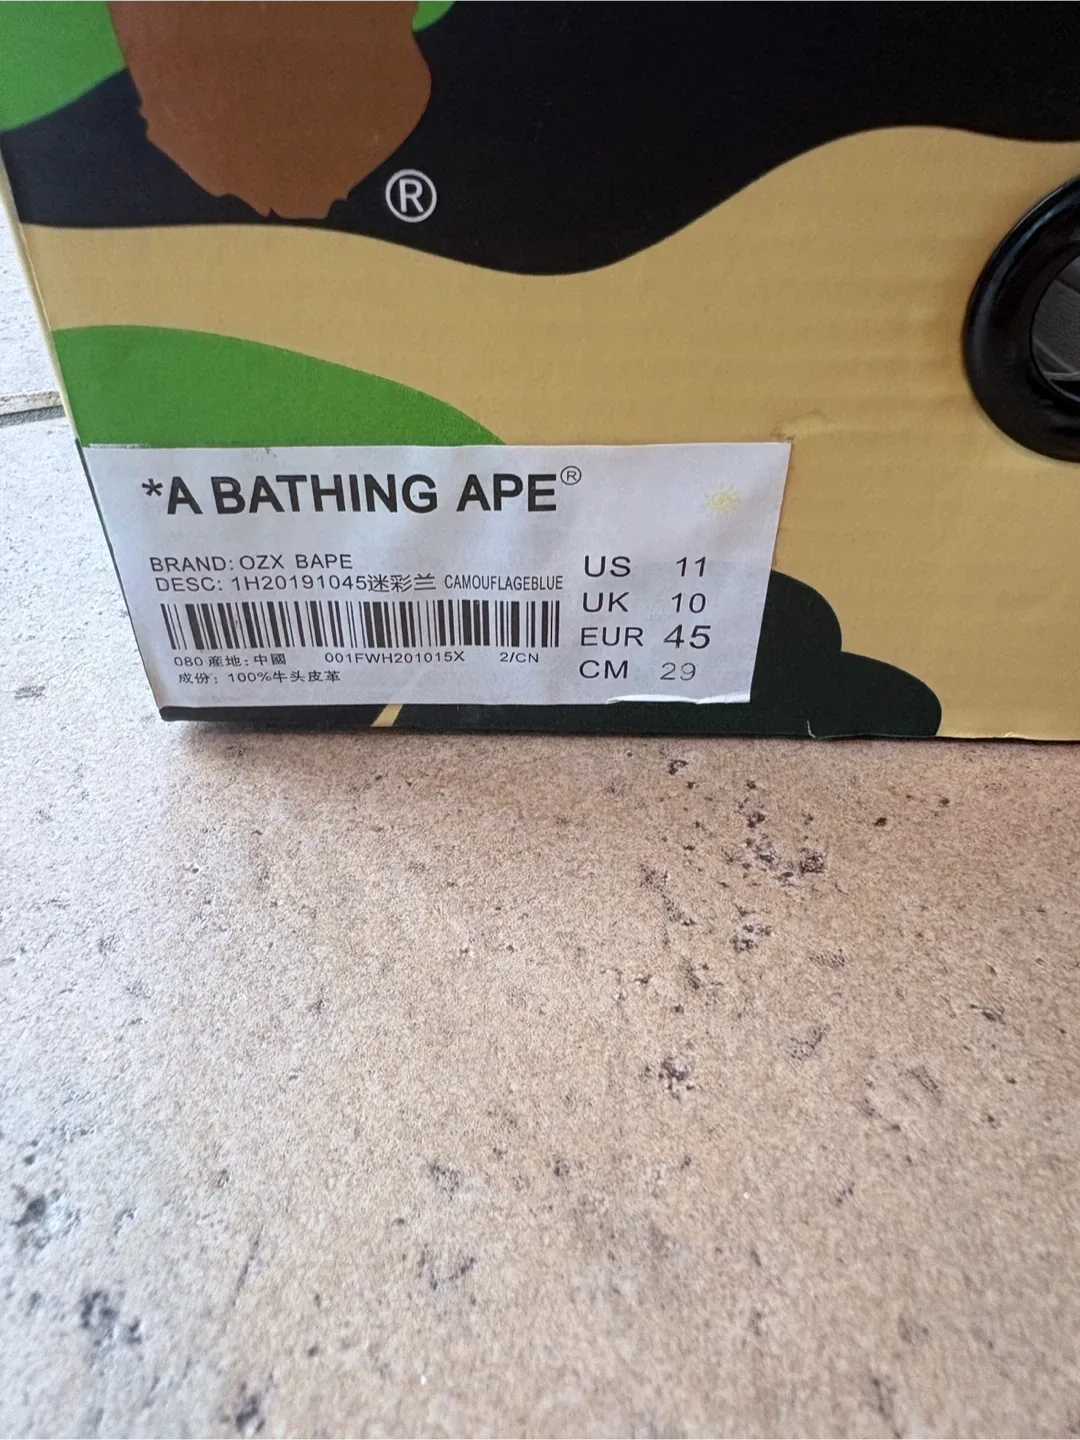 ®
*A BATHING APE®
BRAND: OZX BAPE
DESC: 1H20191045迷彩兰 CAMOUFLAGEBLUE
080 産地: 中國 001FWH201015X 2/CN
成份: 100%牛头皮革
US 11
UK 10
EUR 45
CM 29